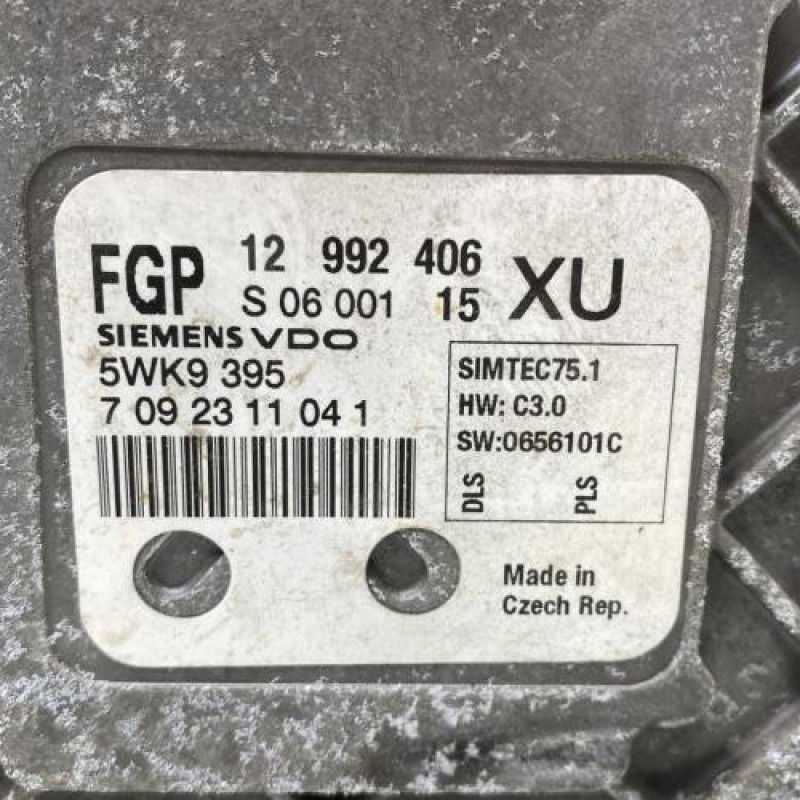 FGP 12 992 406 XU
S 06 001 15
SIEMENS VDO
5WK9 395
7 09 23 11 04 1
SIMTEC75.1
HW: C3.0
SW:0656101C
DLS PLS
Made in
Czech Rep.